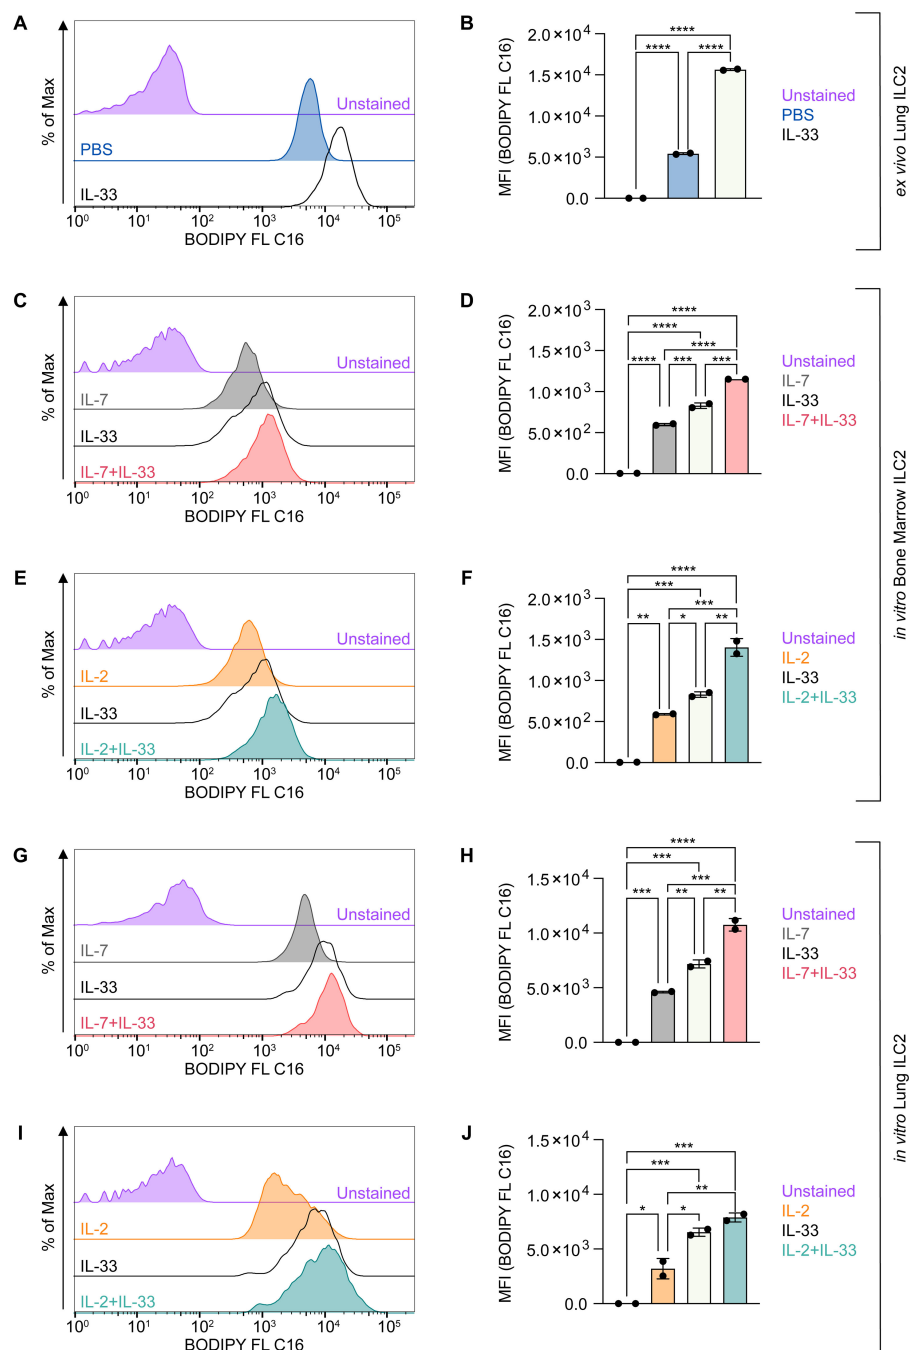 A
% of Max
Unstained
PBS
IL-33
10⁰ 10¹ 10² 10³ 10⁴ 10⁵
BODIPY FL C16
B
MFI (BODIPY FL C16)
2.0×10⁴
1.5×10⁴
1.0×10⁴
5.0×10³
0.0
****
**** ****
Unstained
PBS
IL-33
ex vivo Lung ILC2
C
% of Max
Unstained
IL-7
IL-33
IL-7+IL-33
10⁰ 10¹ 10² 10³ 10⁴ 10⁵
BODIPY FL C16
D
MFI (BODIPY FL C16)
2.0×10³
1.5×10³
1.0×10³
5.0×10²
0.0
****
****
****
**** *** ***
Unstained
IL-7
IL-33
IL-7+IL-33
in vitro Bone Marrow ILC2
E
% of Max
Unstained
IL-2
IL-33
IL-2+IL-33
10⁰ 10¹ 10² 10³ 10⁴ 10⁵
BODIPY FL C16
F
MFI (BODIPY FL C16)
2.0×10³
1.5×10³
1.0×10³
5.0×10²
0.0
****
***
***
** * **
Unstained
IL-2
IL-33
IL-2+IL-33
G
% of Max
Unstained
IL-7
IL-33
IL-7+IL-33
10⁰ 10¹ 10² 10³ 10⁴ 10⁵
BODIPY FL C16
H
MFI (BODIPY FL C16)
1.5×10⁴
1.0×10⁴
5.0×10³
0.0
****
***
***
*** ** **
Unstained
IL-7
IL-33
IL-7+IL-33
in vitro Lung ILC2
I
% of Max
Unstained
IL-2
IL-33
IL-2+IL-33
10⁰ 10¹ 10² 10³ 10⁴ 10⁵
BODIPY FL C16
J
MFI (BODIPY FL C16)
1.5×10⁴
1.0×10⁴
5.0×10³
0.0
***
***
**
* *
Unstained
IL-2
IL-33
IL-2+IL-33